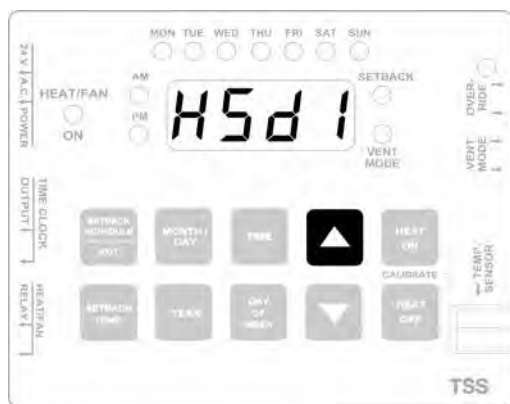 MON TUE WED THU FRI SAT SUN
24 V. A.C. POWER
HEAT/FAN
ON
AM
PM
HSd1
SETBACK
VENT
MODE
OVER-
RIDE
VENT
MODE
TIME CLOCK
OUTPUT
SETBACK
SCHEDULE
MONTH/
DAY
TIME
HEAT
ON
CALIBRATE
TEMP.
SENSOR
HEAT/FAN
RELAY
SETBACK
TEMP
YEAR
DAY
OF
WEEK
HEAT
OFF
TSS